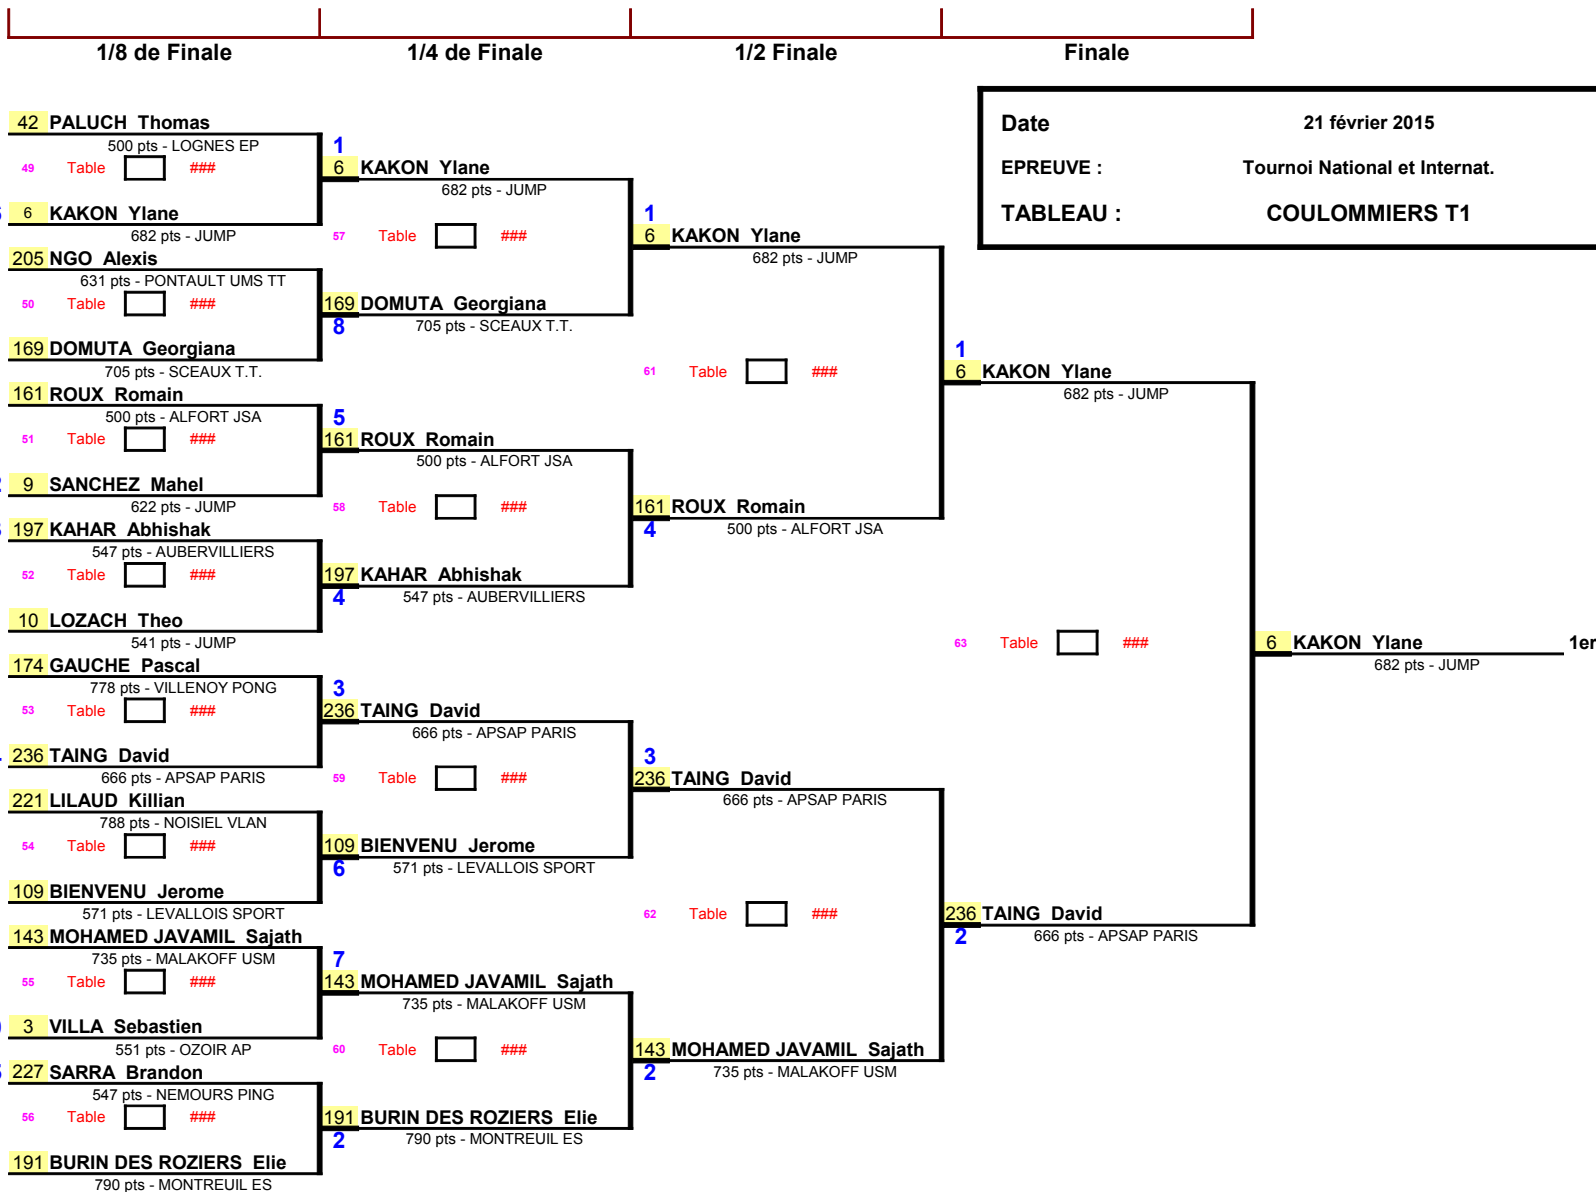 1/8 de Finale 1/4 de Finale 1/2 Finale Finale
Date 21 février 2015
EPREUVE : Tournoi National et Internat.
TABLEAU : COULOMMIERS T1
42 PALUCH Thomas
500 pts - LOGNES EP
49 Table ###
6 KAKON Ylane
682 pts - JUMP
205 NGO Alexis
631 pts - PONTAULT UMS TT
50 Table ###
169 DOMUTA Georgiana
705 pts - SCEAUX T.T.
161 ROUX Romain
500 pts - ALFORT JSA
51 Table ###
9 SANCHEZ Mahel
622 pts - JUMP
197 KAHAR Abhishak
547 pts - AUBERVILLIERS
52 Table ###
10 LOZACH Theo
541 pts - JUMP
174 GAUCHE Pascal
778 pts - VILLENOY PONG
53 Table ###
236 TAING David
666 pts - APSAP PARIS
221 LILAUD Killian
788 pts - NOISIEL VLAN
54 Table ###
109 BIENVENU Jerome
571 pts - LEVALLOIS SPORT
143 MOHAMED JAVAMIL Sajath
735 pts - MALAKOFF USM
55 Table ###
3 VILLA Sebastien
551 pts - OZOIR AP
227 SARRA Brandon
547 pts - NEMOURS PING
56 Table ###
191 BURIN DES ROZIERS Elie
790 pts - MONTREUIL ES
1
6 KAKON Ylane
682 pts - JUMP
57 Table ###
169 DOMUTA Georgiana
8
705 pts - SCEAUX T.T.
5
161 ROUX Romain
500 pts - ALFORT JSA
58 Table ###
197 KAHAR Abhishak
4
547 pts - AUBERVILLIERS
3
236 TAING David
666 pts - APSAP PARIS
59 Table ###
109 BIENVENU Jerome
6
571 pts - LEVALLOIS SPORT
7
143 MOHAMED JAVAMIL Sajath
735 pts - MALAKOFF USM
60 Table ###
191 BURIN DES ROZIERS Elie
2
790 pts - MONTREUIL ES
1
6 KAKON Ylane
682 pts - JUMP
61 Table ###
161 ROUX Romain
4
500 pts - ALFORT JSA
3
236 TAING David
666 pts - APSAP PARIS
62 Table ###
143 MOHAMED JAVAMIL Sajath
2
735 pts - MALAKOFF USM
1
6 KAKON Ylane
682 pts - JUMP
63 Table ###
236 TAING David
2
666 pts - APSAP PARIS
6 KAKON Ylane 1er
682 pts - JUMP